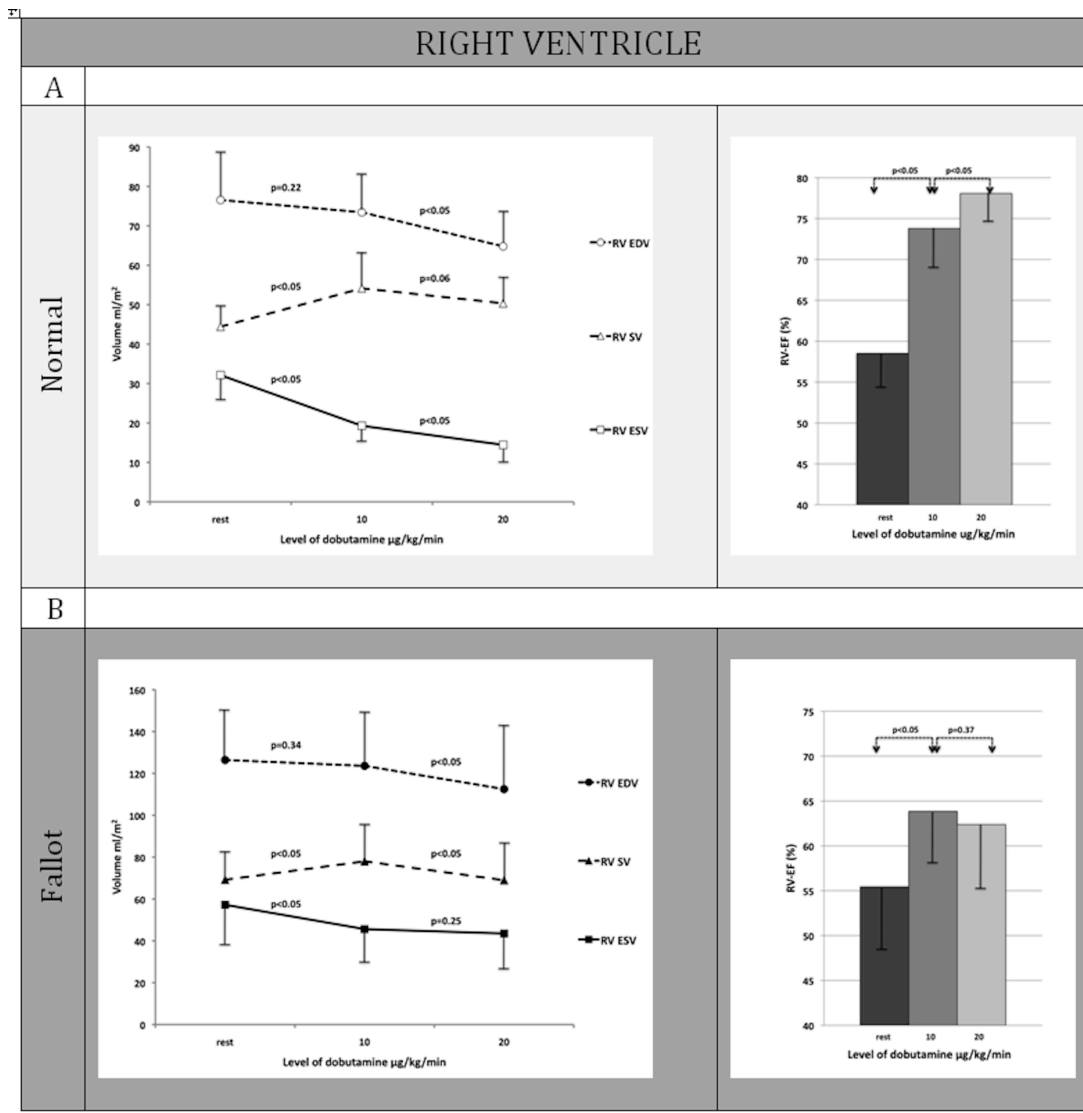 RIGHT VENTRICLE
A
Normal
90
80
70
60
50
40
30
20
10
0
Volume ml/m²
p=0.22
p<0.05
p<0.05
p=0.06
p<0.05
p<0.05
RV EDV
RV SV
RV ESV
rest 10 20
Level of dobutamine µg/kg/min
p<0.05 p<0.05
80
75
70
65
60
55
50
45
40
RV-EF (%)
rest 10 20
Level of dobutamine ug/kg/min
B
Fallot
160
140
120
100
80
60
40
20
0
Volume ml/m²
p=0.34
p<0.05
p<0.05 p<0.05
p<0.05
p=0.25
RV EDV
RV SV
RV ESV
rest 10 20
Level of dobutamine µg/kg/min
75
p<0.05 p=0.37
70
65
60
55
50
45
40
RV-EF (%)
rest 10 20
Level of dobutamine µg/kg/min